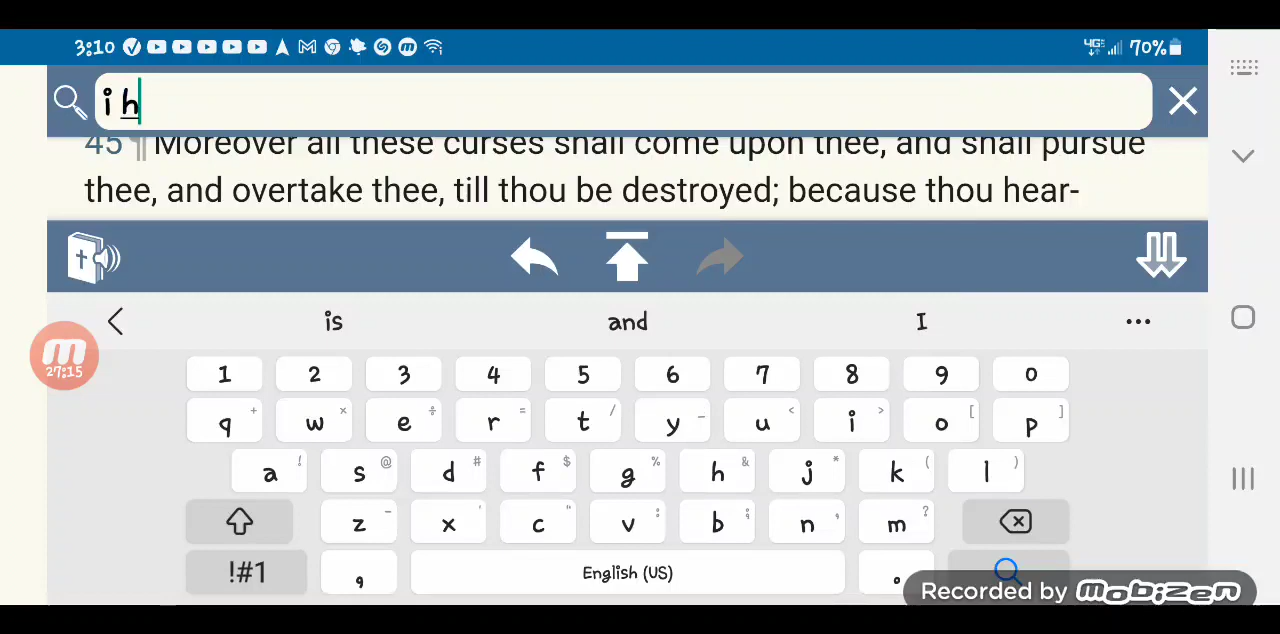 3:10 4GE 70%
i h
45 ¶ Moreover all these curses shall come upon thee, and shall pursue
thee, and overtake thee, till thou be destroyed; because thou hear-
is and I
27:15
1 2 3 4 5 6 7 8 9 0
q + w × e ÷ r = t / y _ u < i > o [ p ]
a ! s @ d # f $ g % h & j * k ( l )
z - x ' c " v : b ; n , m ?
!#1 , English (US) .
Recorded by mobizen